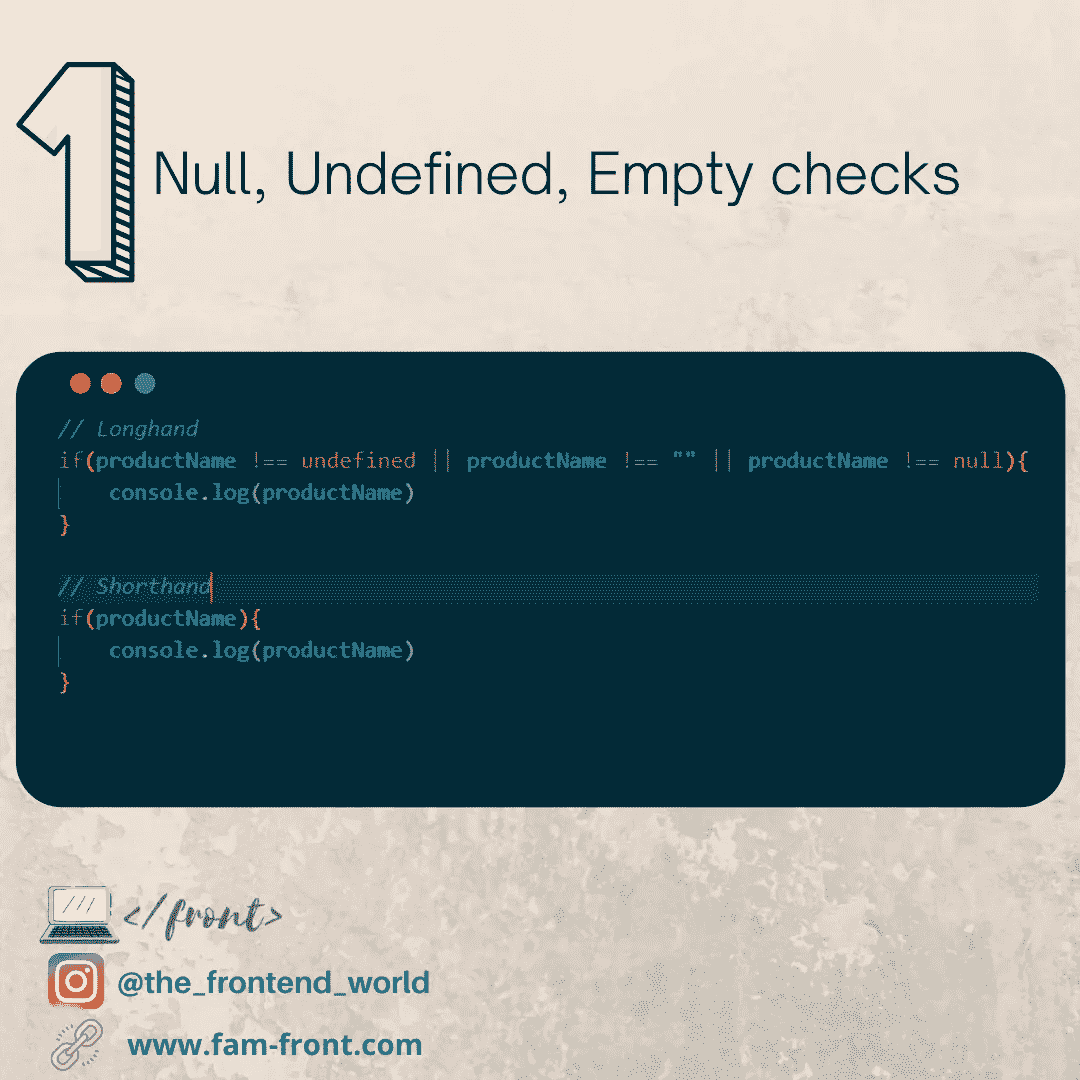 1
Null, Undefined, Empty checks
// Longhand
if(productName !== undefined || productName !== "" || productName !== null){
    console.log(productName)
}
// Shorthand
if(productName){
    console.log(productName)
}
</front>
@the_frontend_world
www.fam-front.com